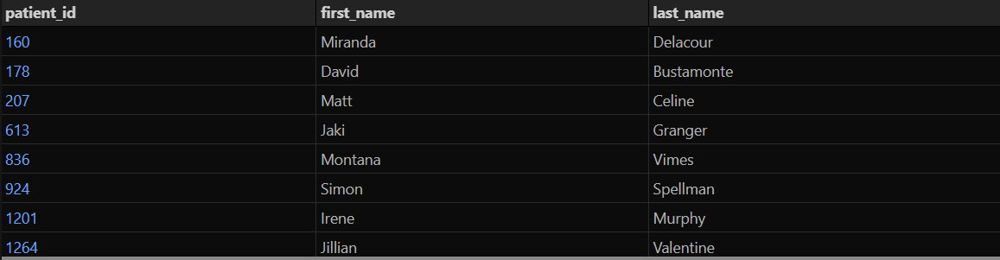 patient_id first_name last_name
160 Miranda Delacour
178 David Bustamonte
207 Matt Celine
613 Jaki Granger
836 Montana Vimes
924 Simon Spellman
1201 Irene Murphy
1264 Jillian Valentine